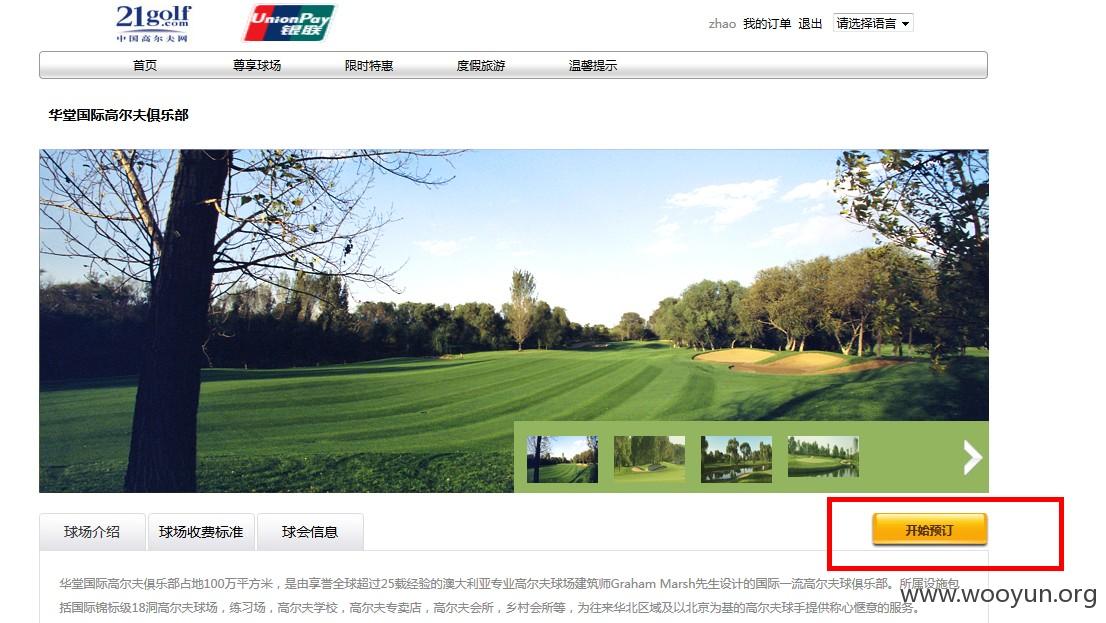 21golf
.com
中国高尔夫网
UnionPay
银联
zhao 我的订单 退出 请选择语言
首页 尊享球场 限时特惠 度假旅游 温馨提示
华堂国际高尔夫俱乐部
球场介绍 球场收费标准 球会信息 开始预订
华堂国际高尔夫俱乐部占地100万平方米，是由享誉全球超过25载经验的澳大利亚专业高尔夫球场建筑师Graham Marsh先生设计的国际一流高尔夫球俱乐部。所属设施包
括国际锦标级18洞高尔夫球场，练习场，高尔夫学校，高尔夫专卖店，高尔夫会所，乡村会所等，为往来华北区域及以北京为基的高尔夫球手提供称心惬意的服务。
www.wooyun.org